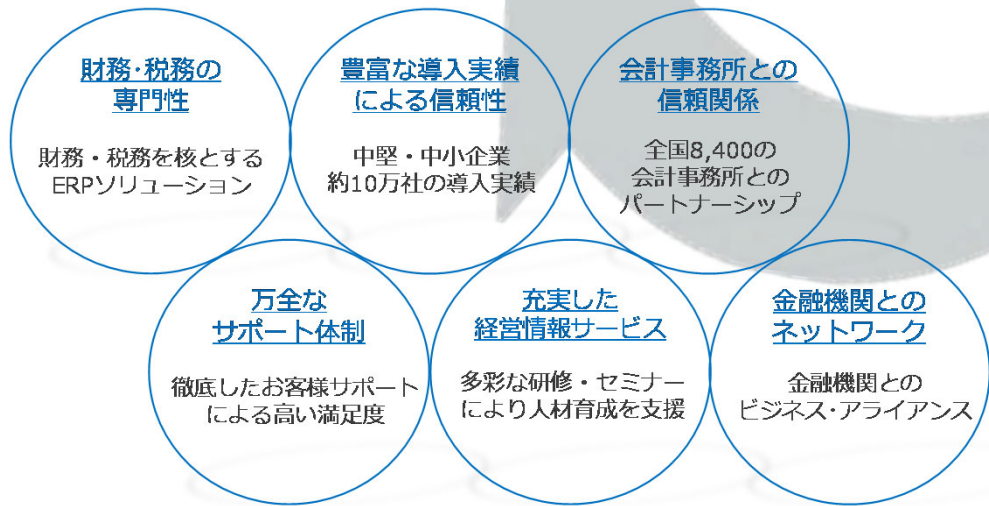 財務・税務の
専門性
財務・税務を核とする
ERPソリューション
豊富な導入実績
による信頼性
中堅・中小企業
約10万社の導入実績
会計事務所との
信頼関係
全国8,400の
会計事務所との
パートナーシップ
万全な
サポート体制
徹底したお客様サポート
による高い満足度
充実した
経営情報サービス
多彩な研修・セミナー
により人材育成を支援
金融機関との
ネットワーク
金融機関との
ビジネス・アライアンス